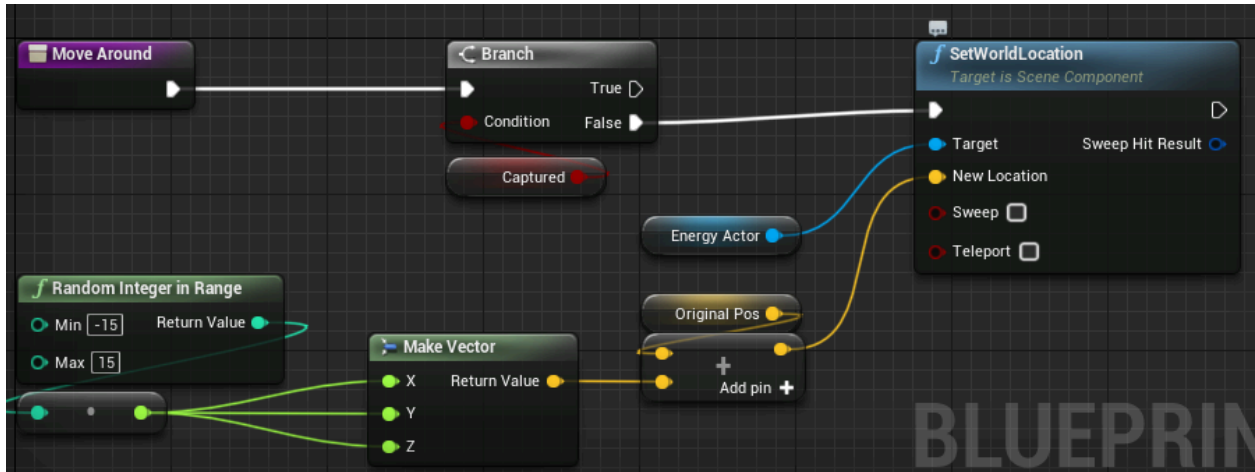 Move Around
Branch
True
Condition
False
Captured
SetWorldLocation
Target is Scene Component
Target
Sweep Hit Result
New Location
Sweep
Teleport
Energy Actor
Original Pos
Add pin
Random Integer in Range
Min -15
Return Value
Max 15
Make Vector
X
Return Value
Y
Z
BLUEPRIN